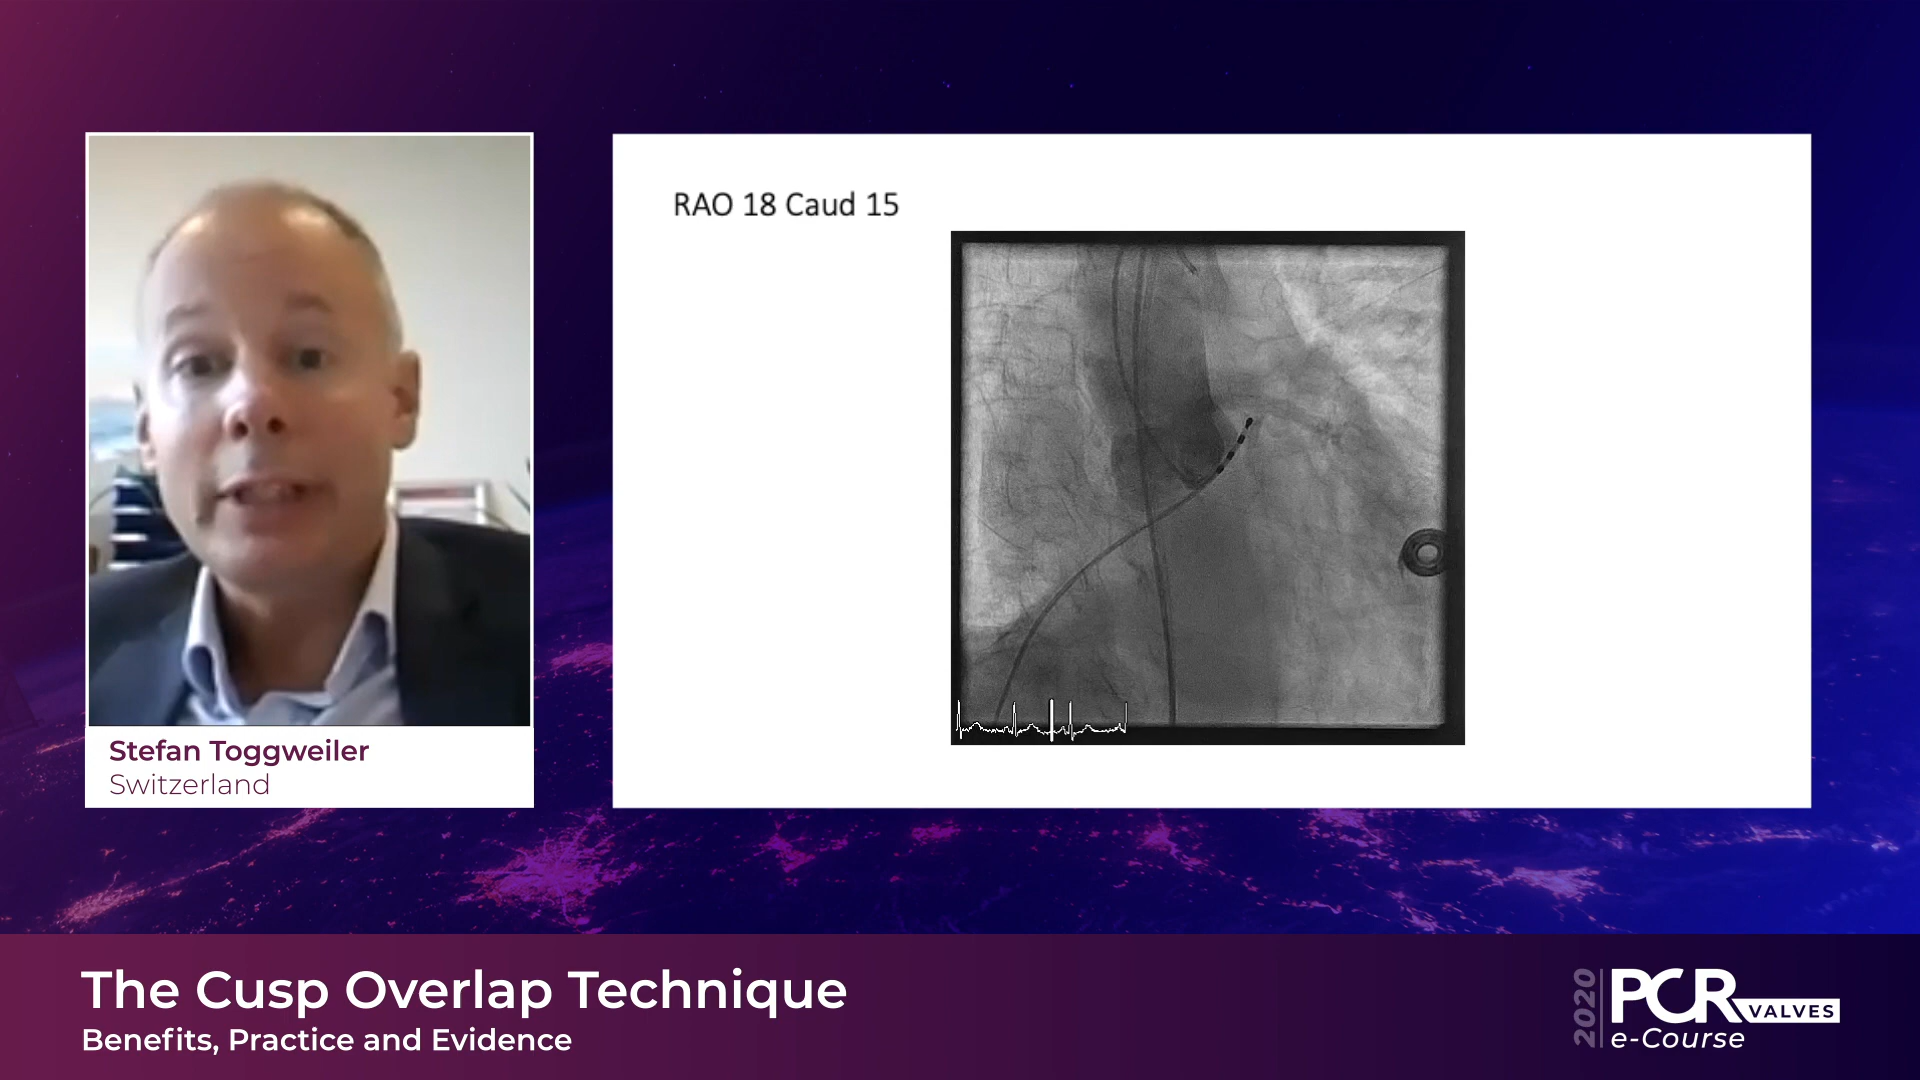 RAO 18 Caud 15
Stefan Toggweiler
Switzerland
The Cusp Overlap Technique
Benefits, Practice and Evidence
2020
PCR
VALVES
e-Course